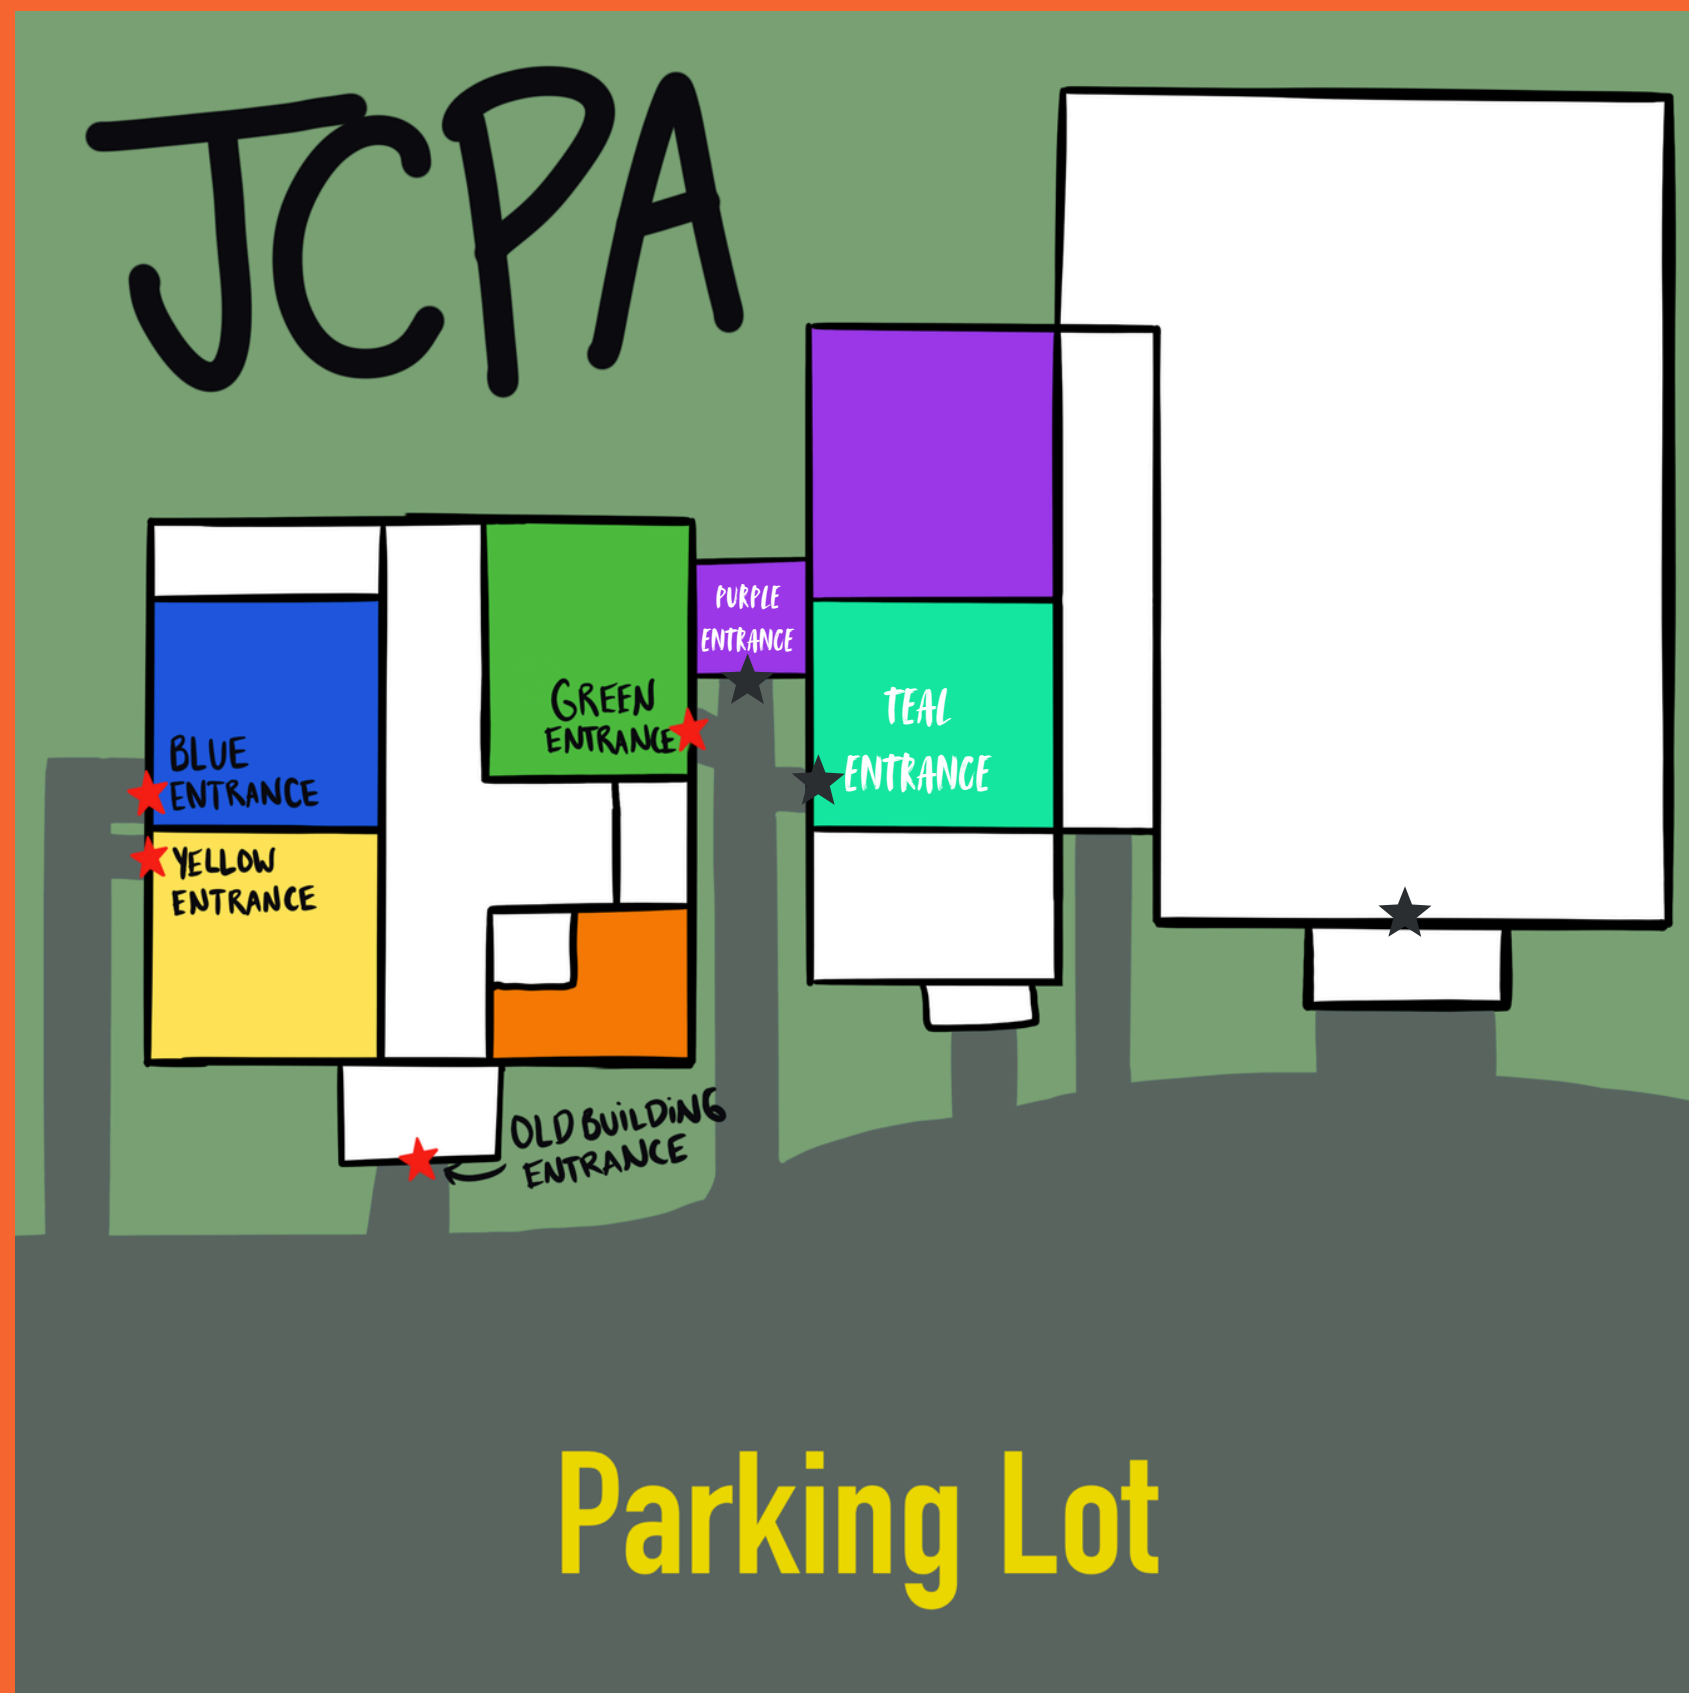 JCPA
PURPLE
ENTRANCE
GREEN
ENTRANCE
TEAL
ENTRANCE
BLUE
ENTRANCE
YELLOW
ENTRANCE
OLD BUiLDiNG
ENTRANCE
Parking Lot